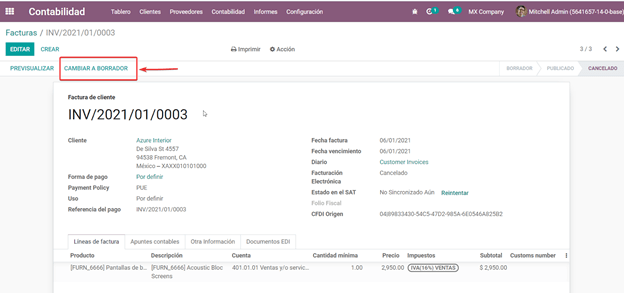 Contabilidad Tablero Clientes Proveedores Contabilidad Informes Configuración 1 6 MX Company Mitchell Admin (5641657-14-0-base)
Facturas / INV/2021/01/0003
EDITAR CREAR Imprimir Acción 3 / 3
PREVISUALIZAR CAMBIAR A BORRADOR BORRADOR PUBLICADO CANCELADO
Factura de cliente
INV/2021/01/0003
Cliente Azure Interior Fecha factura 06/01/2021
De Silva St 4557 Fecha vencimiento 06/01/2021
94538 Fremont, CA Diario Customer Invoices
México – XAXX010101000 Facturación Electrónica Cancelado
Forma de pago Por definir
Payment Policy PUE Estado en el SAT No Sincronizado Aún Reintentar
Uso Por definir Folio Fiscal
Referencia del pago INV/2021/01/0003 CFDI Origen 04|89833430-54C5-47D2-985A-6E0546A825B2
Líneas de factura Apuntes contables Otra información Documentos EDI
Producto Descripción Cuenta Cantidad mínima Precio Impuestos Subtotal Customs number
[FURN_6666] Pantallas de b... [FURN_6666] Acoustic Bloc Screens 401.01.01 Ventas y/o servic... 1.00 2,950.00 IVA(16%) VENTAS $ 2,950.00